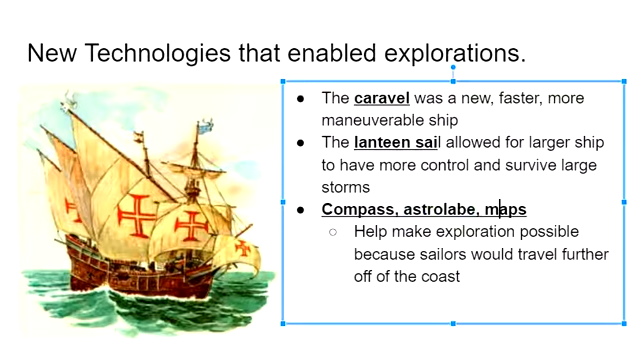 New Technologies that enabled explorations.
● The caravel was a new, faster, more
maneuverable ship
● The lanteen sail allowed for larger ship
to have more control and survive large
storms
● Compass, astrolabe, maps
○ Help make exploration possible
because sailors would travel further
off of the coast